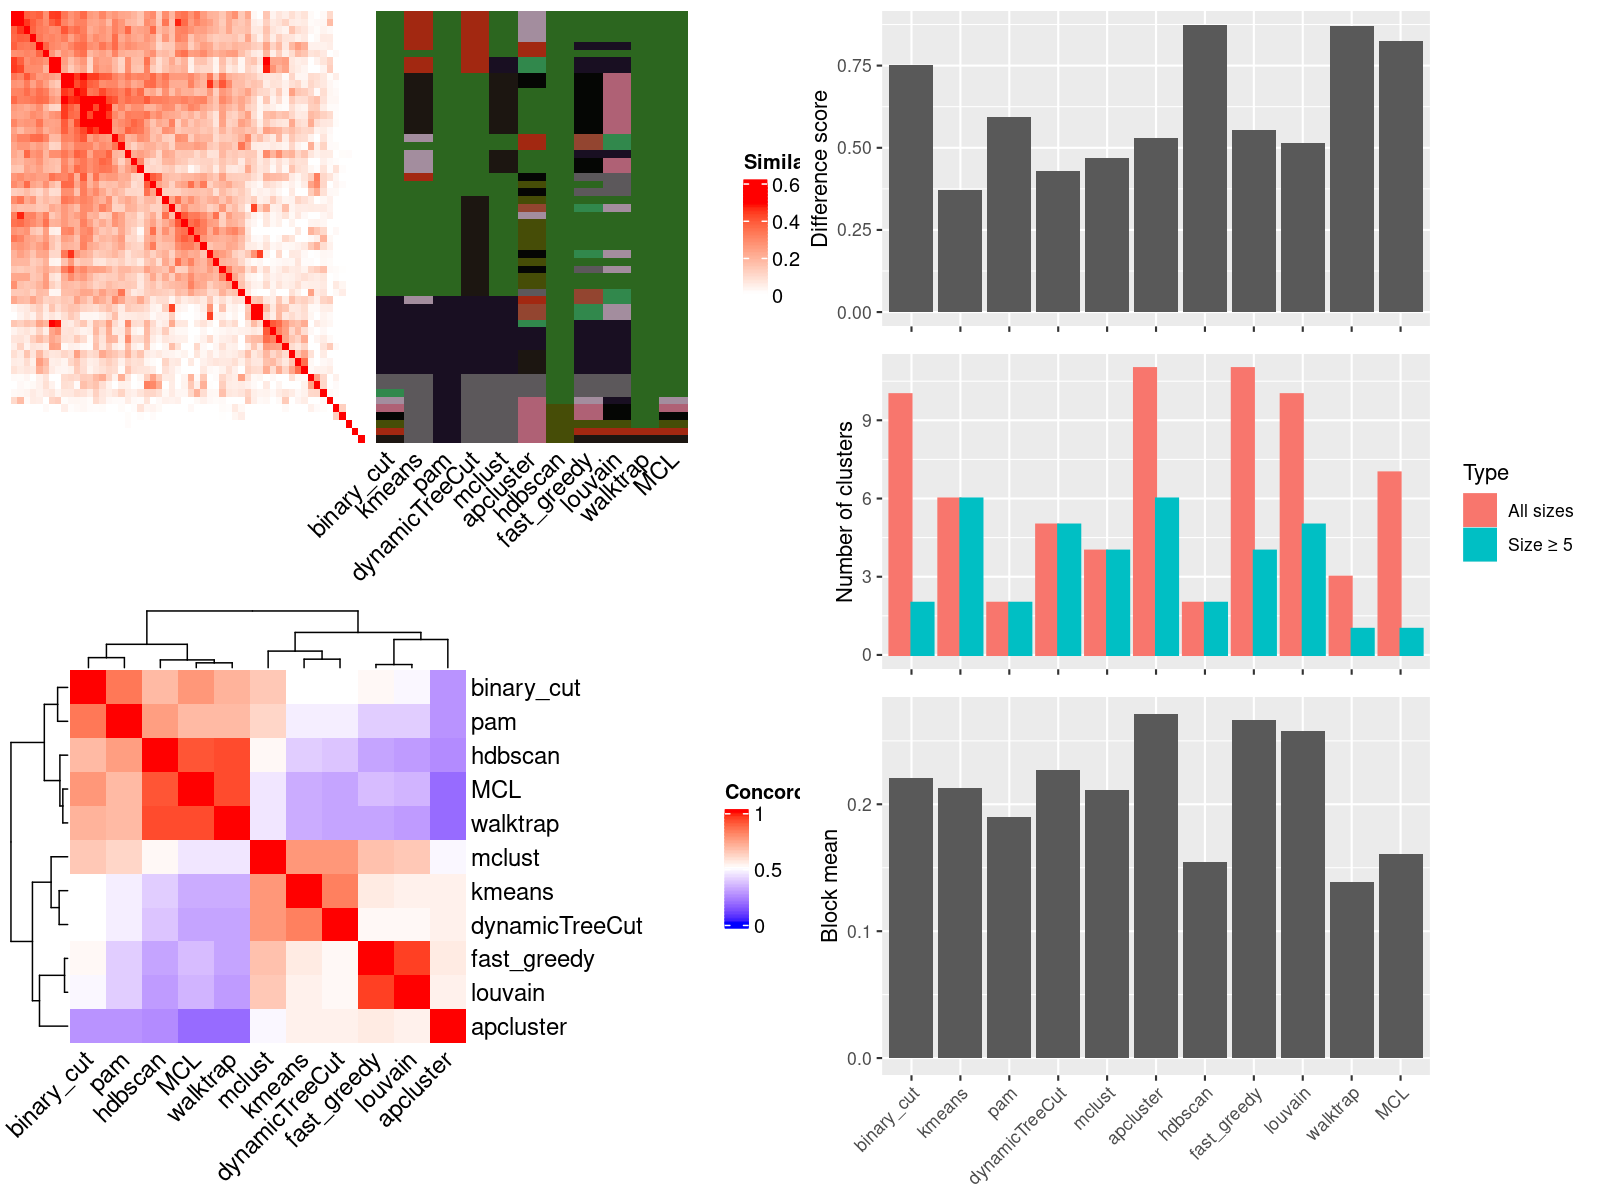 Simila
0.6
0.4
0.2
0
binary_cut
kmeans
pam
dynamicTreeCut
mclust
apcluster
hdbscan
fast_greedy
louvain
walktrap
MCL
binary_cut
pam
hdbscan
MCL
walktrap
mclust
kmeans
dynamicTreeCut
fast_greedy
louvain
apcluster
Concord
1
0.5
0
binary_cut
pam
hdbscan
MCL
walktrap
mclust
kmeans
dynamicTreeCut
fast_greedy
louvain
apcluster
Difference score
0.75
0.50
0.25
0.00
Number of clusters
9
6
3
0
Type
All sizes
Size ≥ 5
Block mean
0.2
0.1
0.0
binary_cut
kmeans
pam
dynamicTreeCut
mclust
apcluster
hdbscan
fast_greedy
louvain
walktrap
MCL